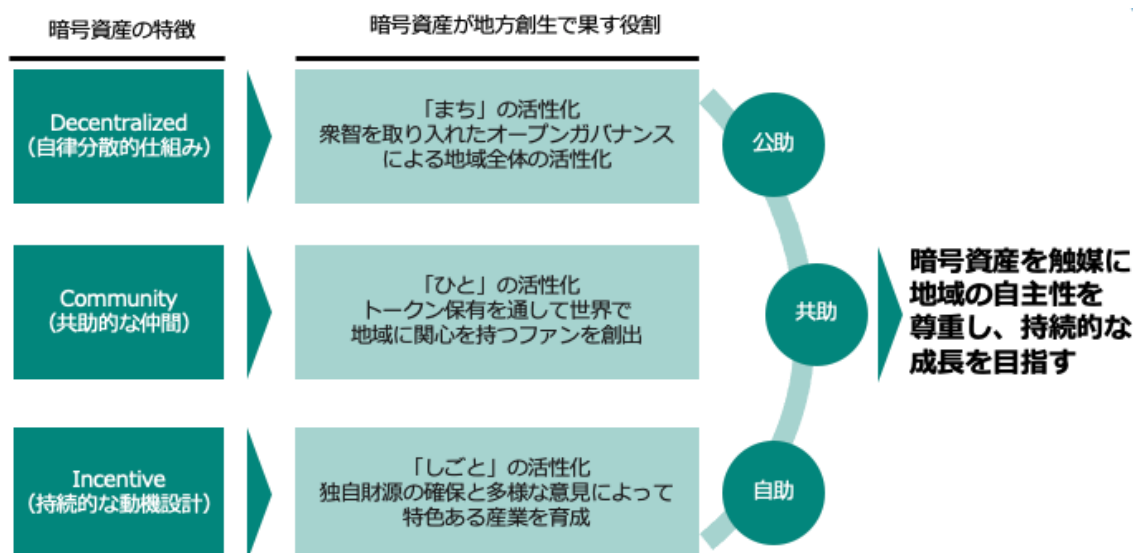 暗号資産の特徴
暗号資産が地方創生で果す役割
Decentralized
（自律分散的仕組み）
「まち」の活性化
衆智を取り入れたオープンガバナンス
による地域全体の活性化
公助
Community
（共助的な仲間）
「ひと」の活性化
トークン保有を通して世界で
地域に関心を持つファンを創出
共助
暗号資産を触媒に
地域の自主性を
尊重し、持続的な
成長を目指す
Incentive
（持続的な動機設計）
「しごと」の活性化
独自財源の確保と多様な意見によって
特色ある産業を育成
自助